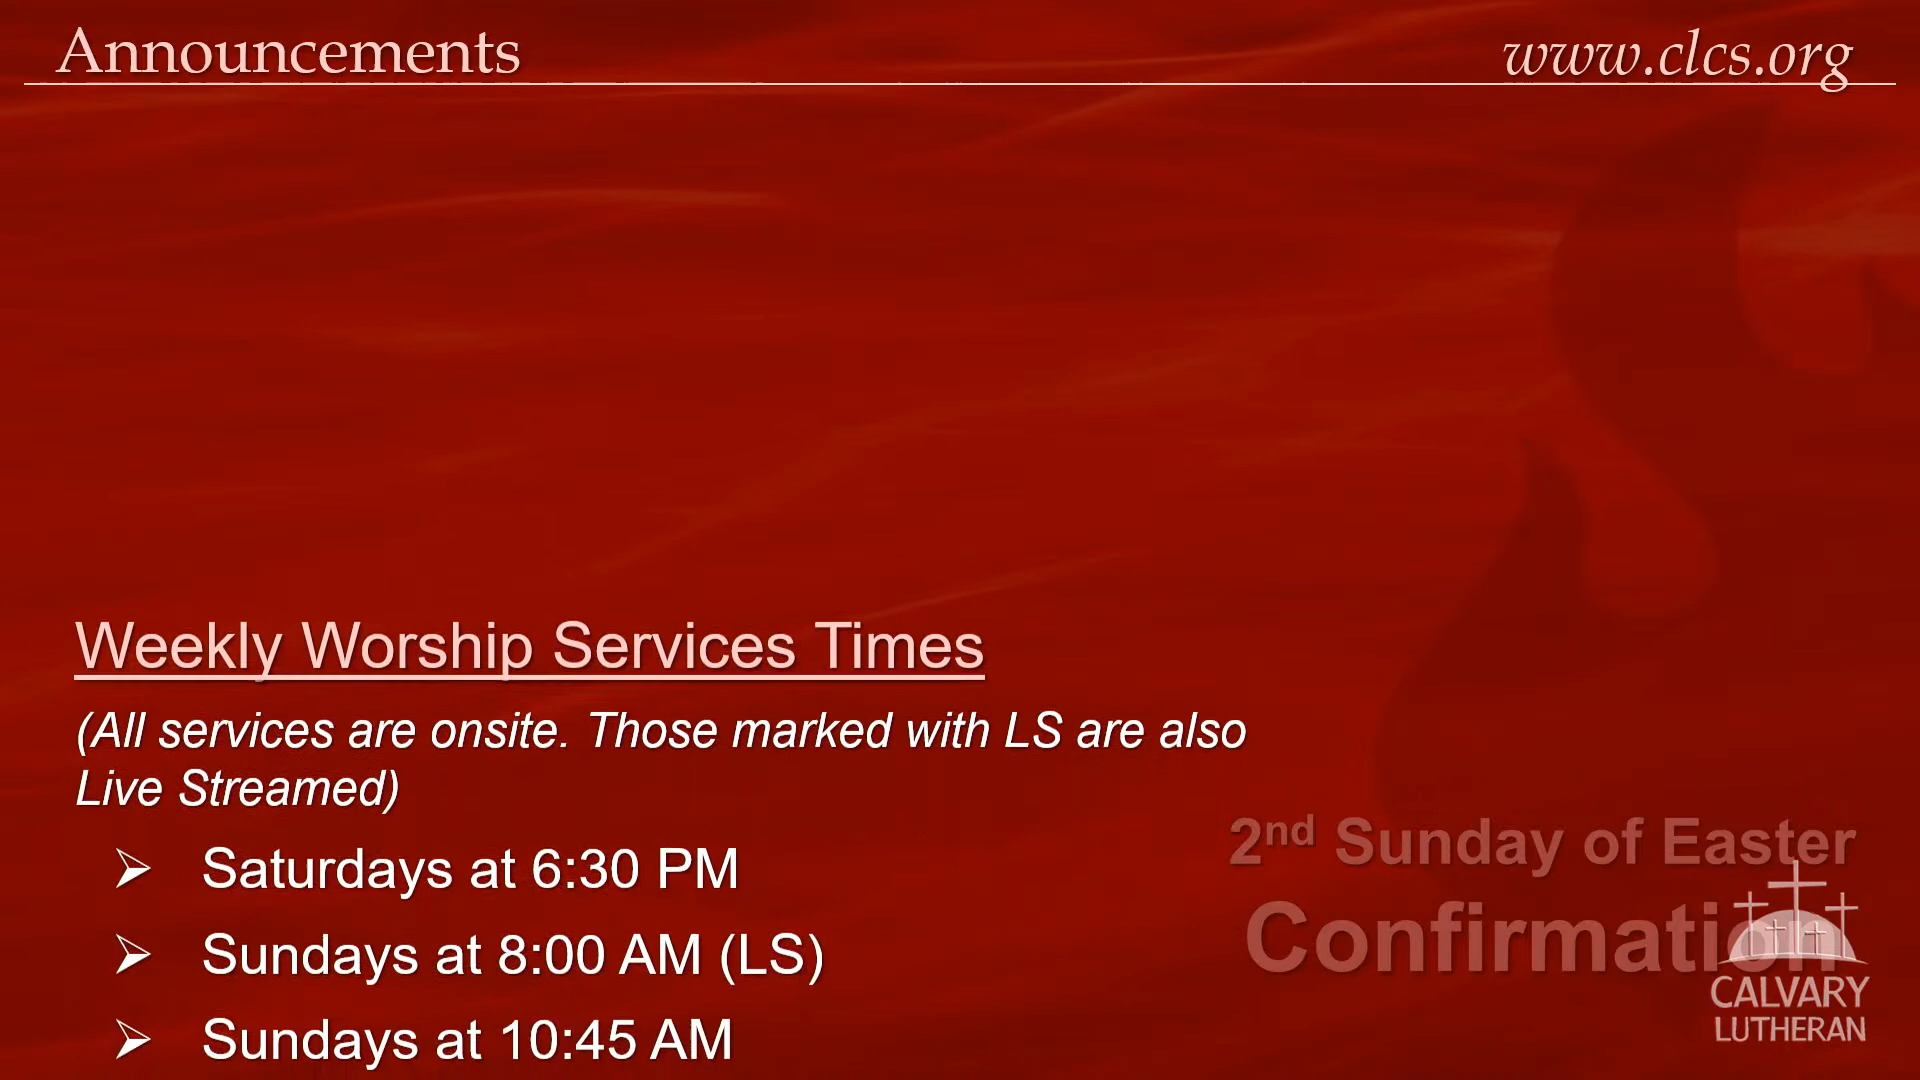 Announcements
www.clcs.org
Weekly Worship Services Times
(All services are onsite. Those marked with LS are also
Live Streamed)
➢ Saturdays at 6:30 PM
➢ Sundays at 8:00 AM (LS)
➢ Sundays at 10:45 AM
2nd Sunday of Easter
Confirmation
CALVARY
LUTHERAN